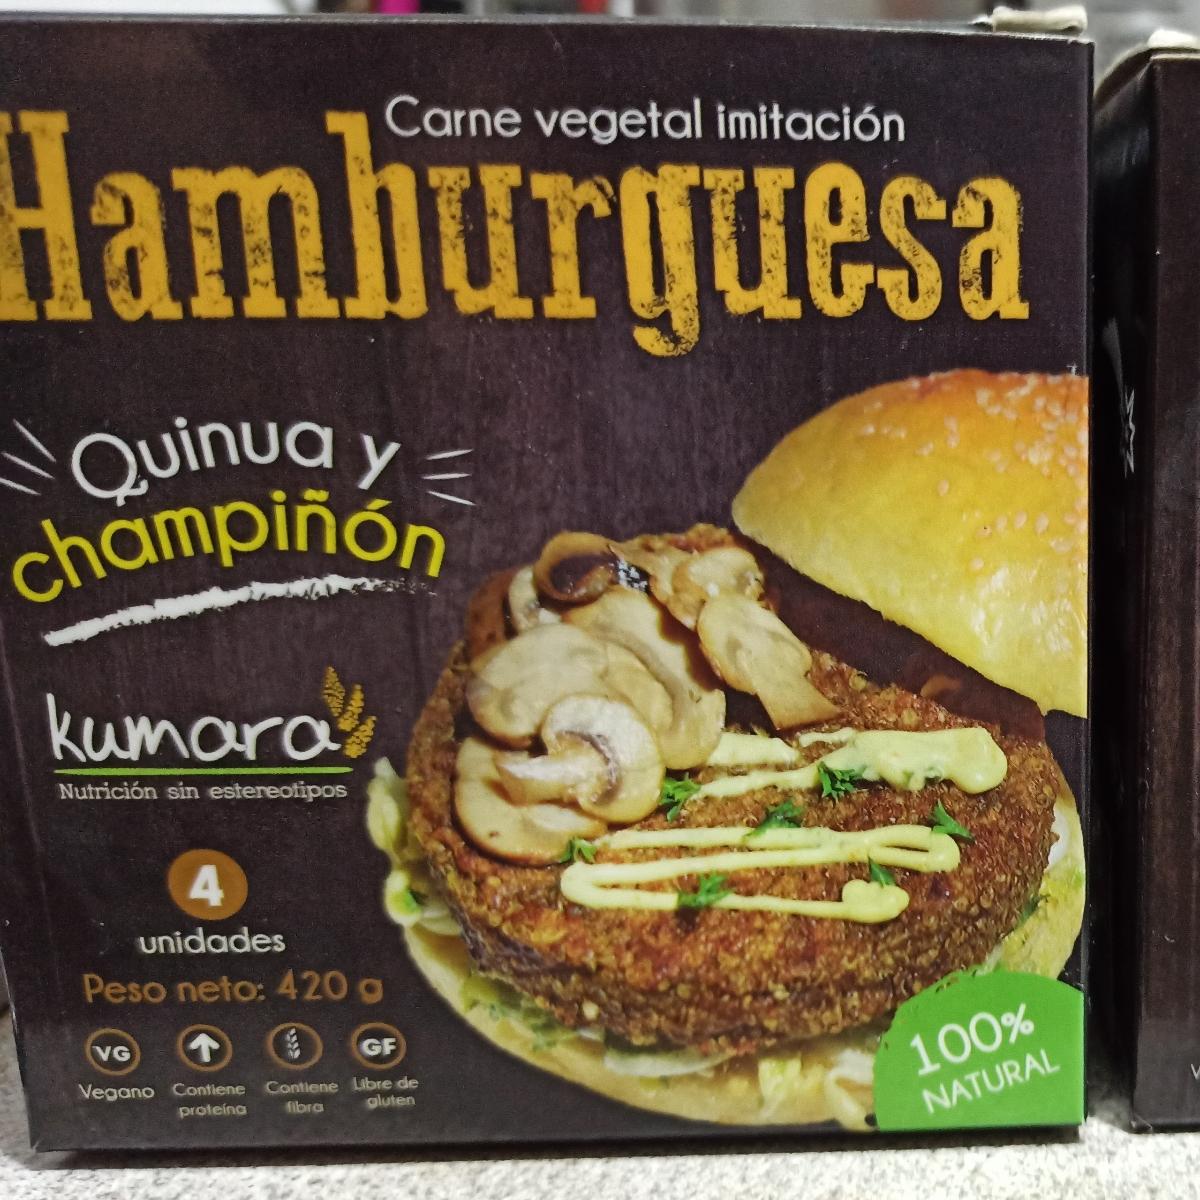 Carne vegetal imitación
Hamburguesa
Quinua y
champiñón
kumara
Nutrición sin estereotipos
4
unidades
Peso neto: 420 g
VG
GF
Vegano
Contiene
proteína
Contiene
fibra
Libre de
gluten
100%
NATURAL